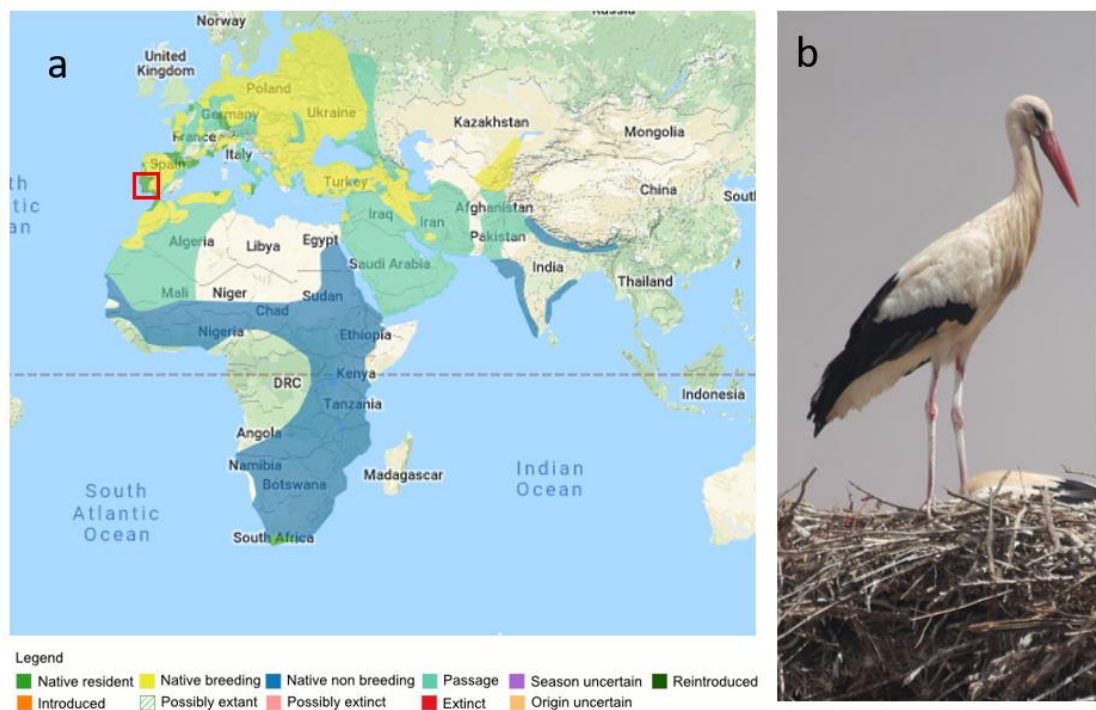 a
b
Norway
Russia
United
Kingdom
Poland
Germany
Ukraine
France
Kazakhstan
Mongolia
Italy
Spain
Turkey
China
Sout
Iraq
Iran
Afghanistan
Pakistan
Algeria
Libya
Egypt
Saudi Arabia
India
Thailand
Mali
Niger
Chad
Sudan
Nigeria
Ethiopia
DRC
Kenya
Tanzania
Indonesia
Angola
Namibia
Botswana
Madagascar
Indian
Ocean
South
Atlantic
Ocean
South Africa
Legend
Native resident Native breeding Native non breeding Passage Season uncertain Reintroduced
Introduced Possibly extant Possibly extinct Extinct Origin uncertain